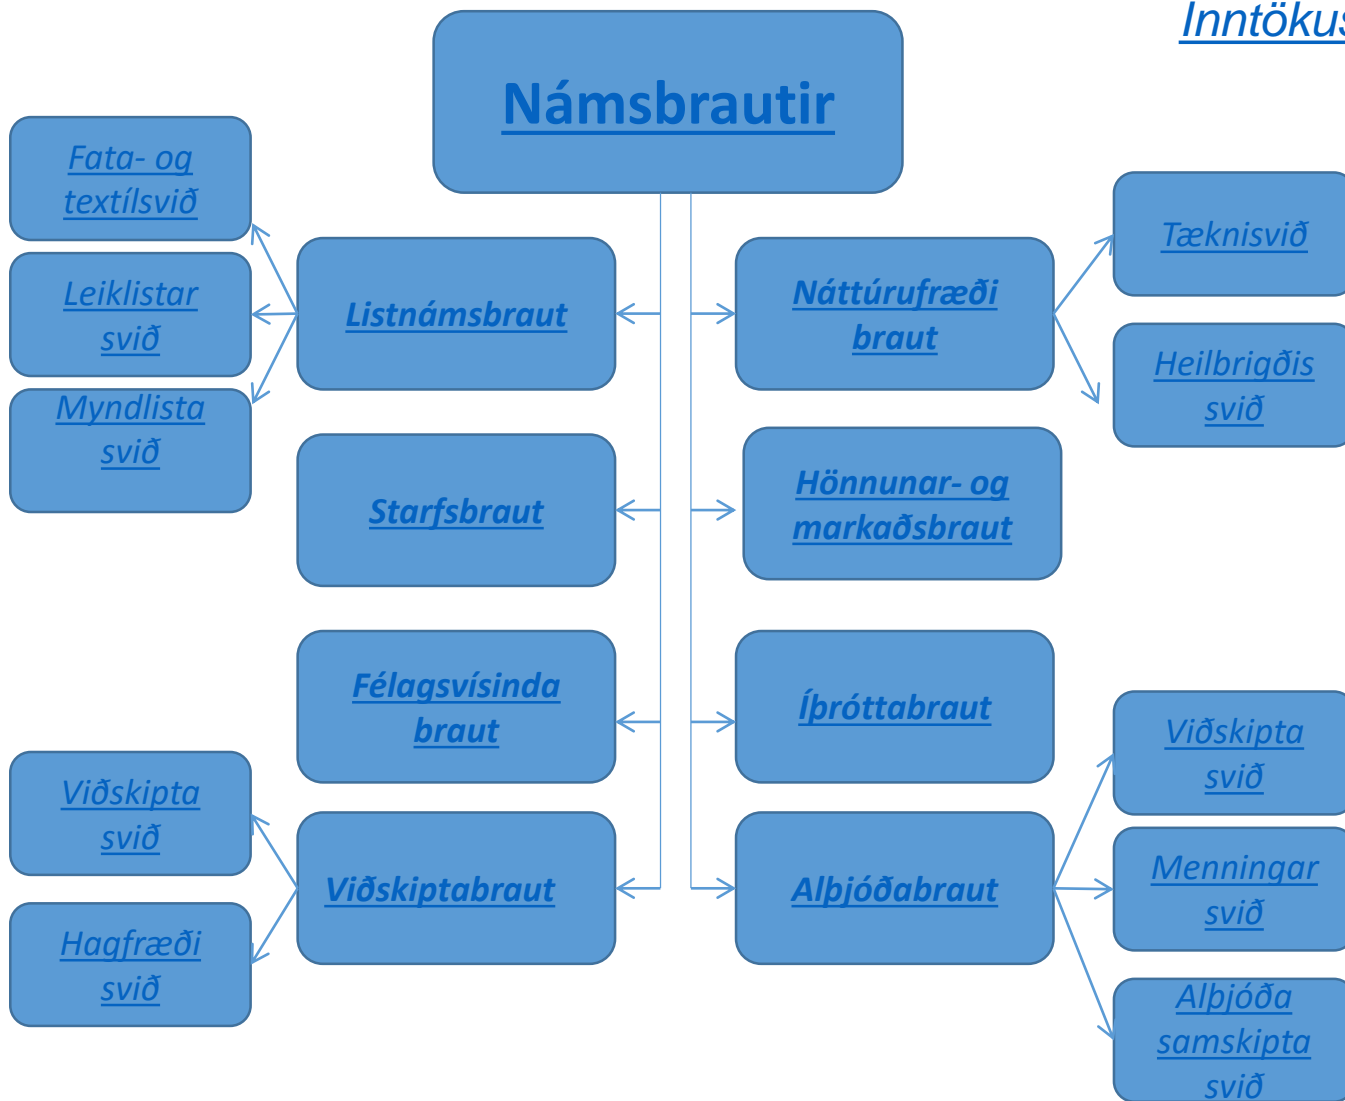 Námsbrautir
Fata- og
textílsvið
Leiklistar
svið
Myndlista
svið
Listnámsbraut
Náttúrufræði
braut
Tæknisvið
Heilbrigðis
svið
Starfsbraut
Hönnunar- og
markaðsbraut
Félagsvísinda
braut
Íþróttabraut
Viðskipta
svið
Hagfræði
svið
Viðskiptabraut
Alþjóðabraut
Viðskipta
svið
Menningar
svið
Alþjóða
samskipta
svið